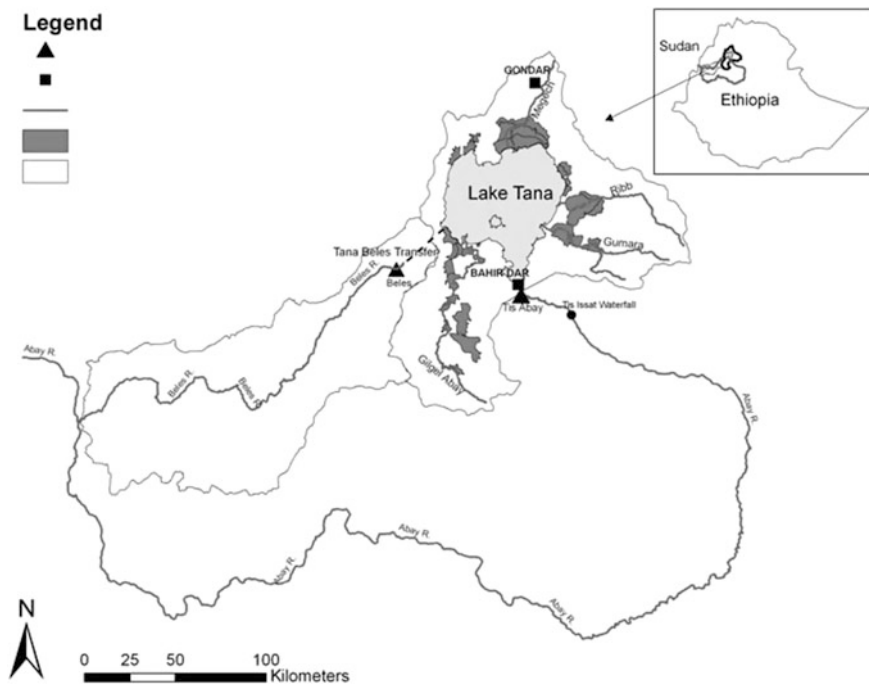 Legend
Sudan
Ethiopia
GONDAR
Megech
Lake Tana
Ribb
Gumara
Tana Beles Transfer
Beles R.
Beles
BAHIR DAR
Tis Abay
Tis Issat Waterfall
Abay R.
Beles R.
Beles R.
Gilgel Abay
Abay R.
Abay R.
Abay R.
Abay R.
Abay R.
N
0 25 50 100
Kilometers